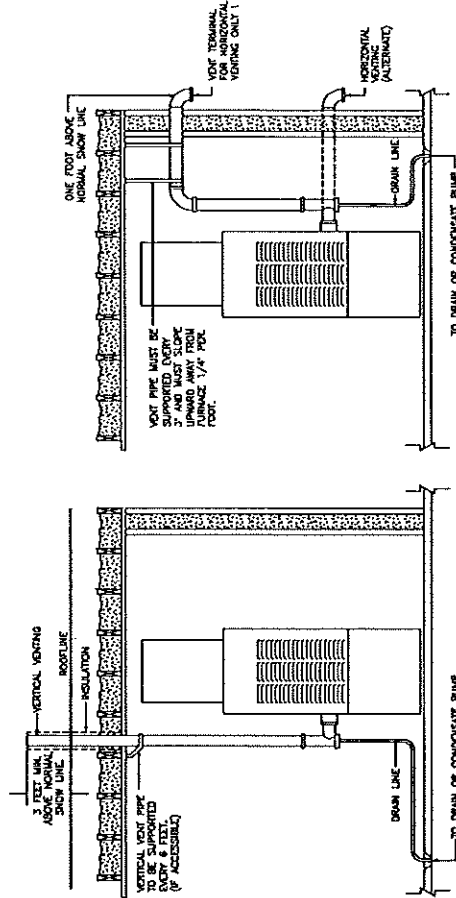 3 FEET MIN.
ABOVE NORMAL
SNOW LINE
VERTICAL VENTING
ROOFLINE
INSULATION
VERTICAL VENT PIPE
TO BE SUPPORTED
EVERY 6 FEET.
(IF ACCESSIBLE)
DRAIN LINE
TO DRAIN OR CONDENSATE PUMP
ONE FOOT ABOVE
NORMAL SNOW LINE
VENT TERMINAL
FOR HORIZONTAL
VENTING ONLY !
VENT PIPE MUST BE
SUPPORTED EVERY
3' AND MUST SLOPE
UPWARD AWAY FROM
FURNACE 1/4" PER
FOOT.
HORIZONTAL
VENTING
(ALTERNATE)
DRAIN LINE
TO DRAIN OR CONDENSATE PUMP